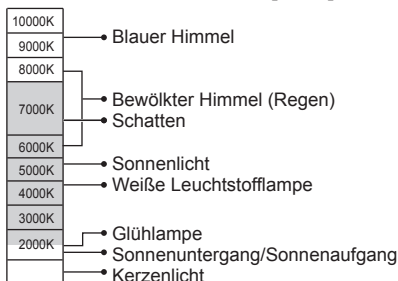 10000K
Blauer Himmel
9000K
8000K
Bewölkter Himmel (Regen)
7000K
Schatten
6000K
Sonnenlicht
5000K
Weiße Leuchtstofflampe
4000K
3000K
Glühlampe
2000K
Sonnenuntergang/Sonnenaufgang
Kerzenlicht